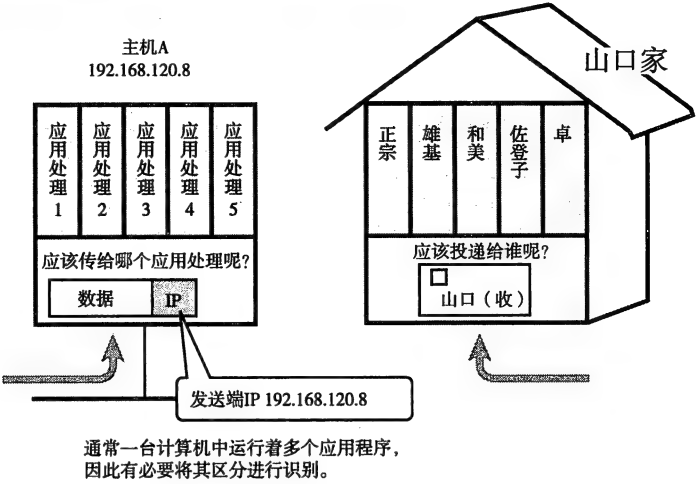 主机A
192.168.120.8
山口家
应用处理1
应用处理2
应用处理3
应用处理4
应用处理5
正宗
雄基
和美
佐登子
卓
应该传给哪个应用处理呢?
数据
IP
应该投递给谁呢?
山口（收）
发送端IP 192.168.120.8
通常一台计算机中运行着多个应用程序，
因此有必要将其区分进行识别。